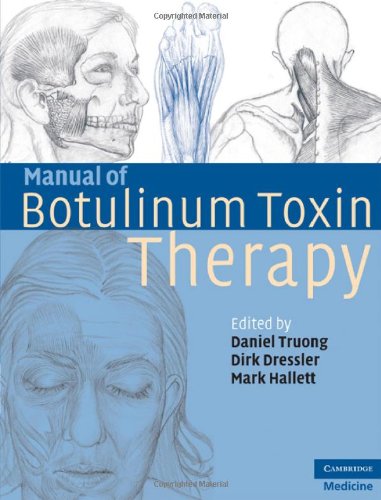 Manual of
Botulinum Toxin
Therapy
Edited by
Daniel Truong
Dirk Dressler
Mark Hallett
CAMBRIDGE
Medicine